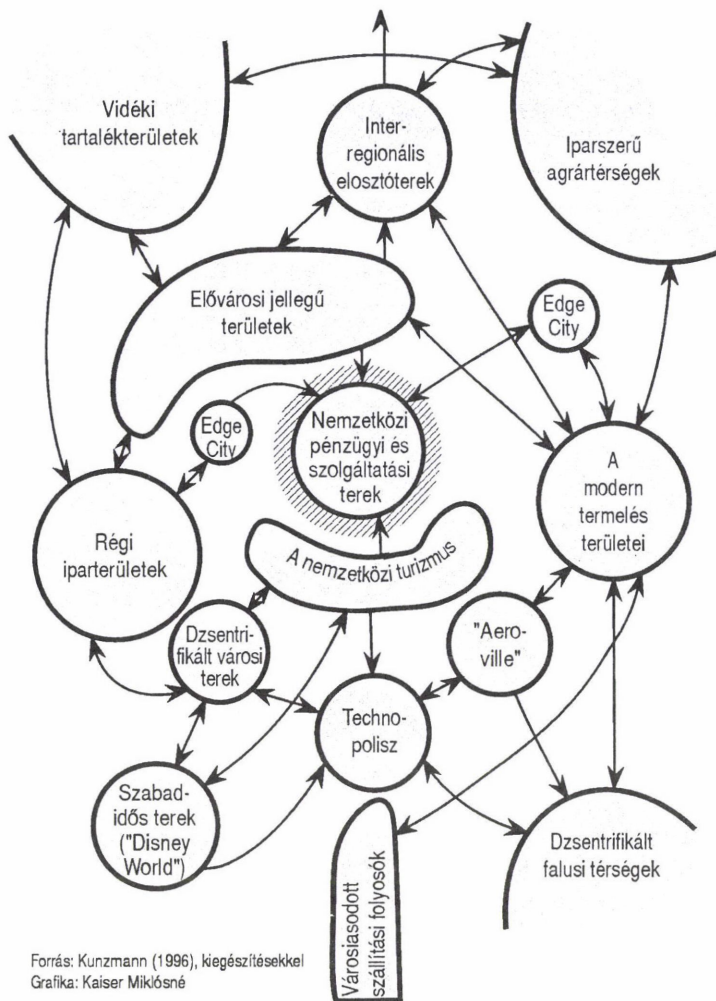 Vidéki
tartalékterületek
Inter-
regionális
elosztóterek
Iparszerű
agrártérségek
Elővárosi jellegű
területek
Edge
City
Edge
City
Nemzetközi
pénzügyi és
szolgáltatási
terek
A
modern
termelés
területei
Régi
iparterületek
A nemzetközi turizmus
Dzsentri-
fikált városi
terek
"Aero-
ville"
Techno-
polisz
Szabad-
idős terek
("Disney
World")
Városiasodott
szállítási folyosók
Dzsentrifikált
falusi térségek
Forrás: Kunzmann (1996), kiegészítésekkel
Grafika: Kaiser Miklósné